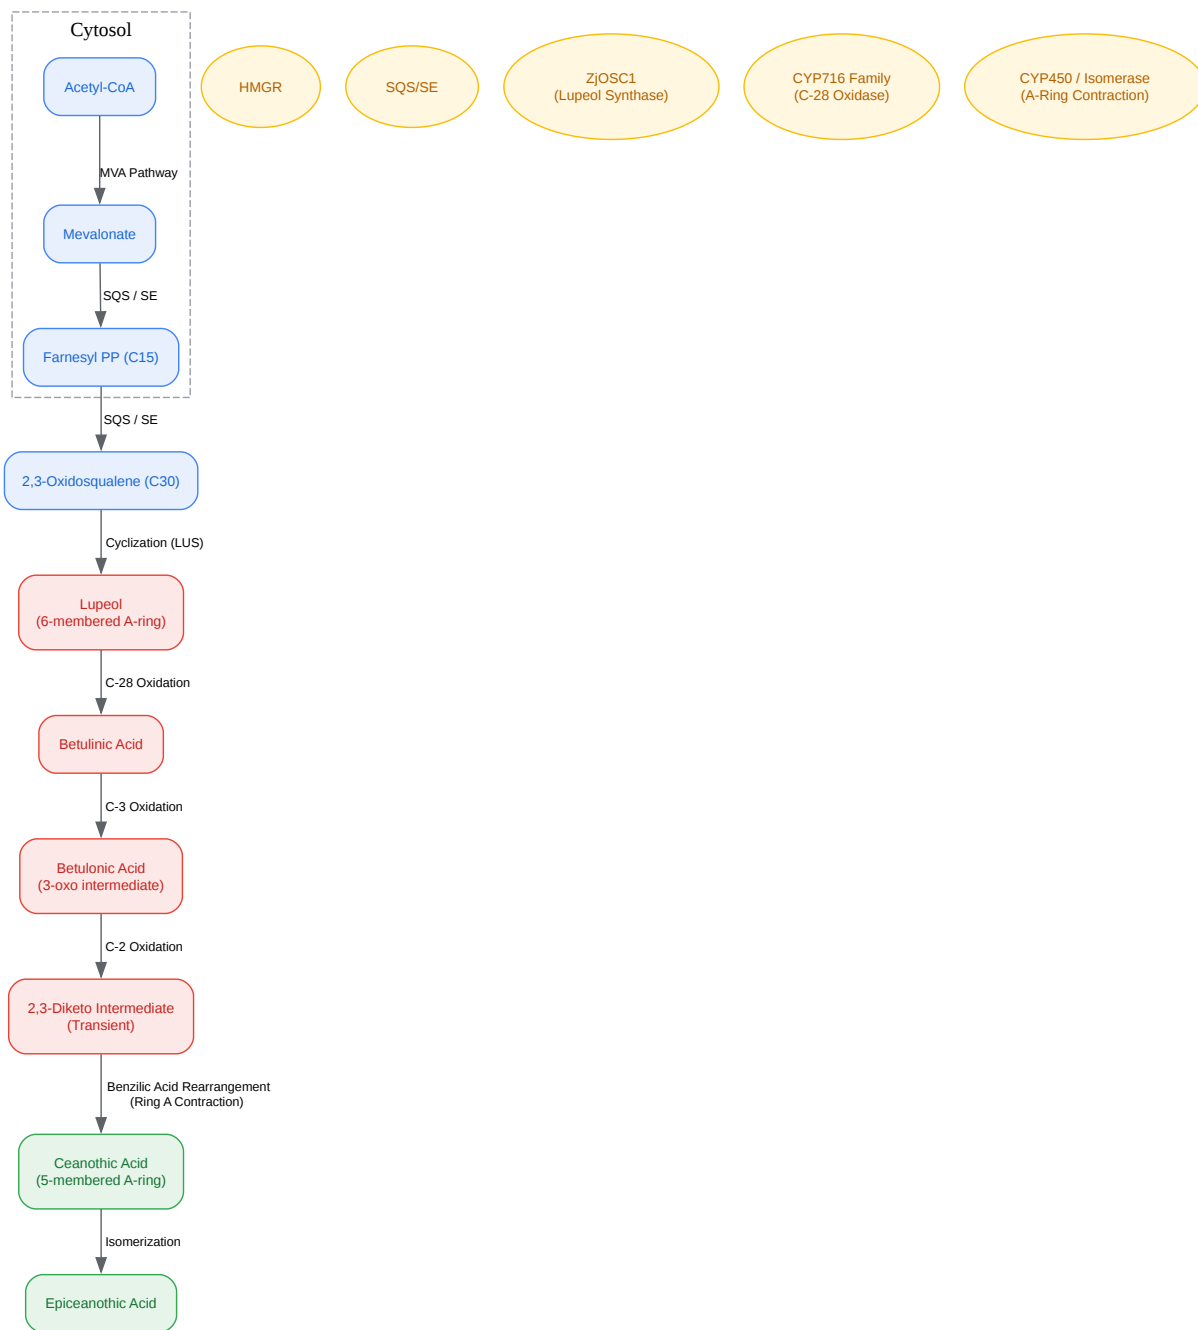 Cytosol
Acetyl-CoA
HMGR
SQS/SE
ZjOSC1
(Lupeol Synthase)
CYP716 Family
(C-28 Oxidase)
CYP450 / Isomerase
(A-Ring Contraction)
MVA Pathway
Mevalonate
SQS / SE
Farnesyl PP (C15)
SQS / SE
2,3-Oxidosqualene (C30)
Cyclization (LUS)
Lupeol
(6-membered A-ring)
C-28 Oxidation
Betulinic Acid
C-3 Oxidation
Betulonic Acid
(3-oxo intermediate)
C-2 Oxidation
2,3-Diketo Intermediate
(Transient)
Benzilic Acid Rearrangement
(Ring A Contraction)
Ceanothic Acid
(5-membered A-ring)
Isomerization
Epiceanothic Acid